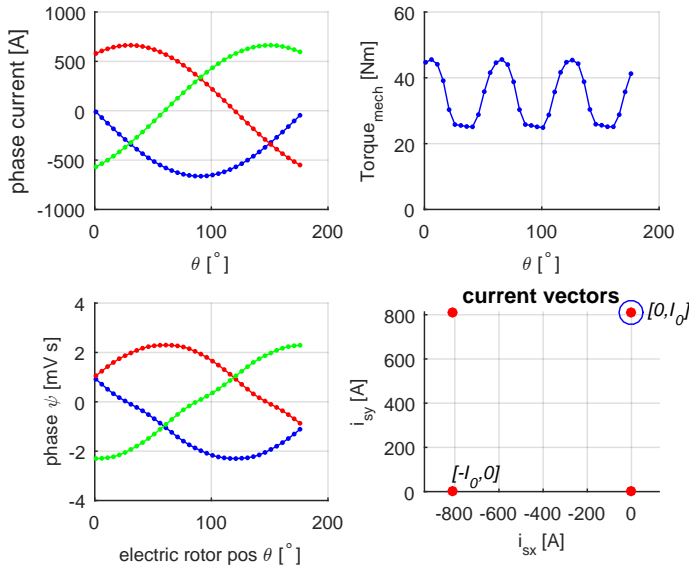 1000
500
0
-500
-1000
0
100
200
phase current [A]
θ [°]
60
40
20
0
0
100
200
Torque_mech [Nm]
θ [°]
4
2
0
-2
-4
0
100
200
phase ψ [mV s]
electric rotor pos θ [°]
current vectors
800
600
400
200
0
-800 -600 -400 -200 0
i_sy [A]
i_sx [A]
[0,I_0]
[-I_0,0]